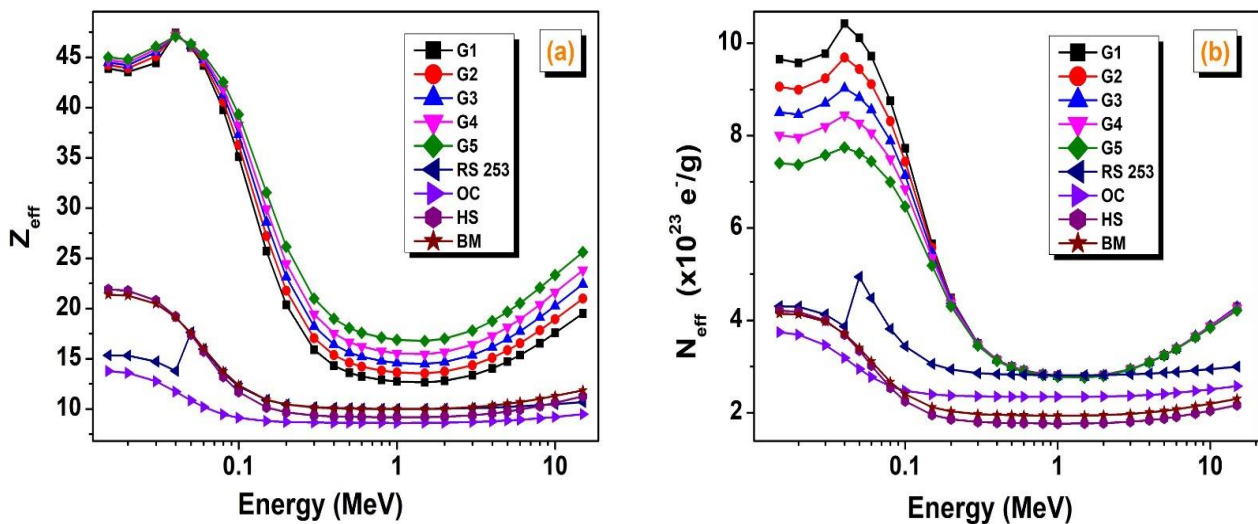 (a)
G1
G2
G3
G4
G5
RS 253
OC
HS
BM
45
40
35
30
25
20
15
10
Z_eff
0.1 1 10
Energy (MeV)
(b)
G1
G2
G3
G4
G5
RS 253
OC
HS
BM
10
8
6
4
2
N_eff (x10^23 e^-/g)
0.1 1 10
Energy (MeV)